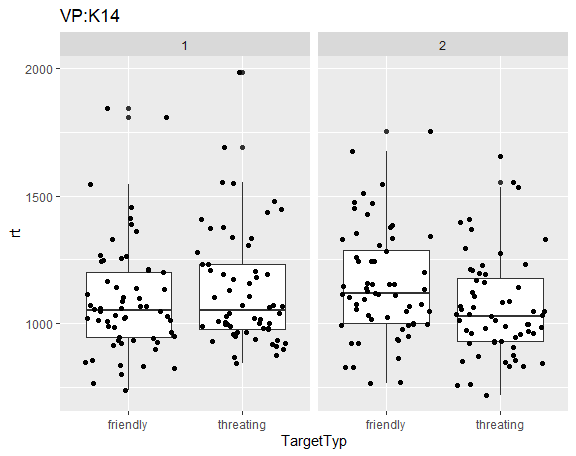 VP:K14
1 2
2000
1500
1000
rt
friendly threating friendly threating
TargetTyp